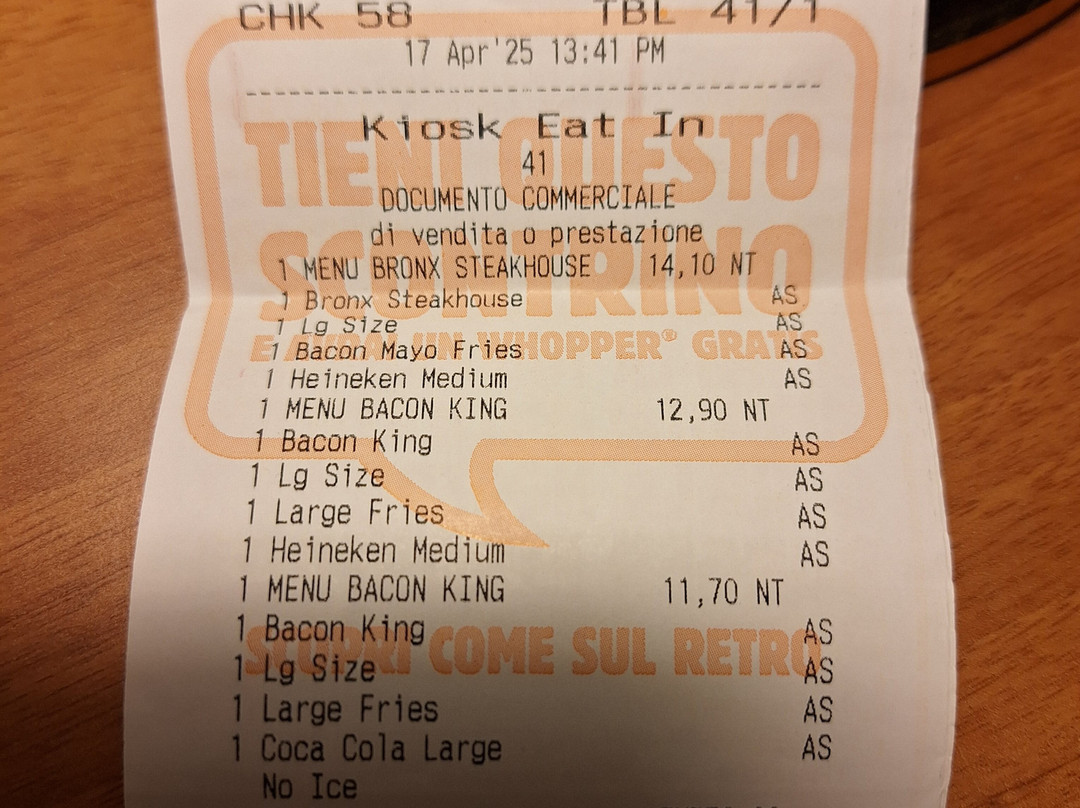 CHK 58 TBL 41/1
17 Apr'25 13:41 PM
Kiosk Eat In
41
DOCUMENTO COMMERCIALE
di vendita o prestazione
1 MENU BRONX STEAKHOUSE 14,10 NT
1 Bronx Steakhouse AS
1 Lg Size AS
1 Bacon Mayo Fries AS
1 Heineken Medium AS
1 MENU BACON KING 12,90 NT
1 Bacon King AS
1 Lg Size AS
1 Large Fries AS
1 Heineken Medium AS
1 MENU BACON KING 11,70 NT
1 Bacon King AS
1 Lg Size AS
1 Large Fries AS
1 Coca Cola Large AS
No Ice
TIENI QUESTO
SCONTRINO
E AVRAI UN WHOPPER® GRATIS
SCOPRI COME SUL RETRO